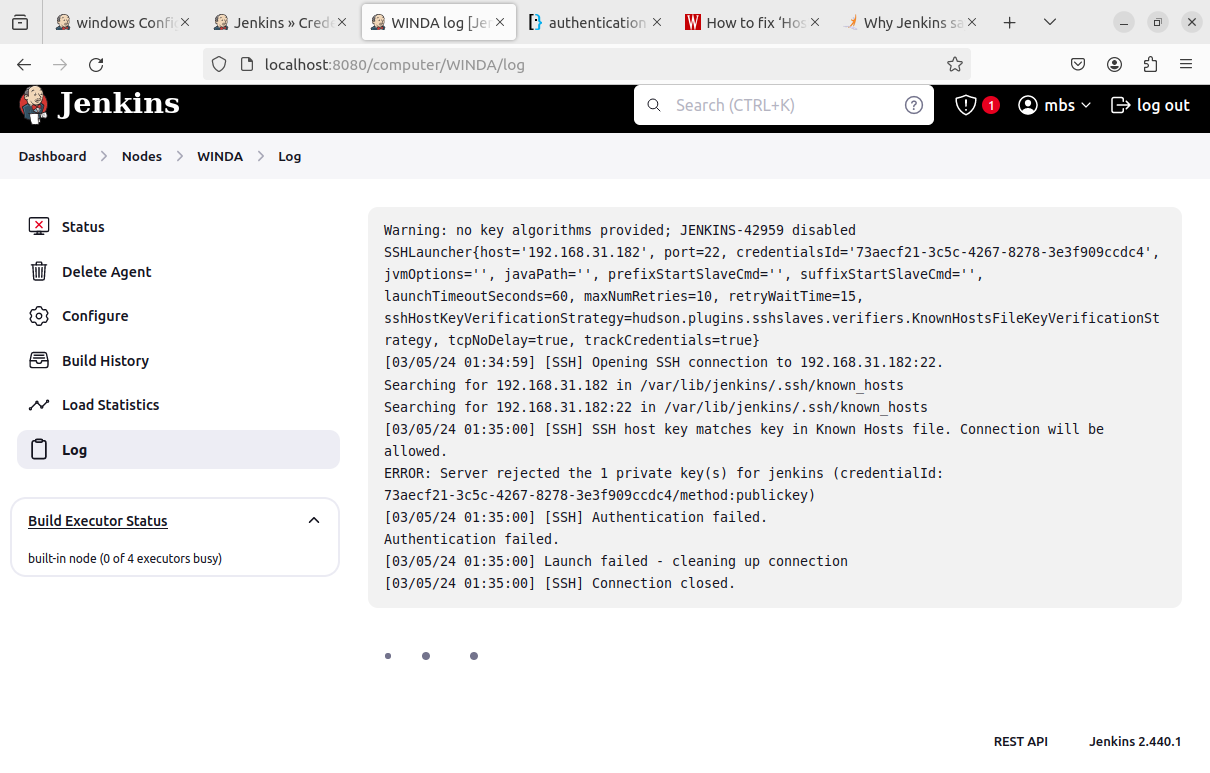 windows Confi
Jenkins » Crede
WINDA log [Jen
authentication
How to fix ‘Hos
Why Jenkins sa
localhost:8080/computer/WINDA/log
Jenkins
Search (CTRL+K)
?
1
mbs
log out
Dashboard > Nodes > WINDA > Log
Status
Delete Agent
Configure
Build History
Load Statistics
Log
Build Executor Status
built-in node (0 of 4 executors busy)
Warning: no key algorithms provided; JENKINS-42959 disabled
SSHLauncher{host='192.168.31.182', port=22, credentialsId='73aecf21-3c5c-4267-8278-3e3f909ccdc4',
jvmOptions='', javaPath='', prefixStartSlaveCmd='', suffixStartSlaveCmd='',
launchTimeoutSeconds=60, maxNumRetries=10, retryWaitTime=15,
sshHostKeyVerificationStrategy=hudson.plugins.sshslaves.verifiers.KnownHostsFileKeyVerificationSt
rategy, tcpNoDelay=true, trackCredentials=true}
[03/05/24 01:34:59] [SSH] Opening SSH connection to 192.168.31.182:22.
Searching for 192.168.31.182 in /var/lib/jenkins/.ssh/known_hosts
Searching for 192.168.31.182:22 in /var/lib/jenkins/.ssh/known_hosts
[03/05/24 01:35:00] [SSH] SSH host key matches key in Known Hosts file. Connection will be
allowed.
ERROR: Server rejected the 1 private key(s) for jenkins (credentialId:
73aecf21-3c5c-4267-8278-3e3f909ccdc4/method:publickey)
[03/05/24 01:35:00] [SSH] Authentication failed.
Authentication failed.
[03/05/24 01:35:00] Launch failed - cleaning up connection
[03/05/24 01:35:00] [SSH] Connection closed.
REST API
Jenkins 2.440.1